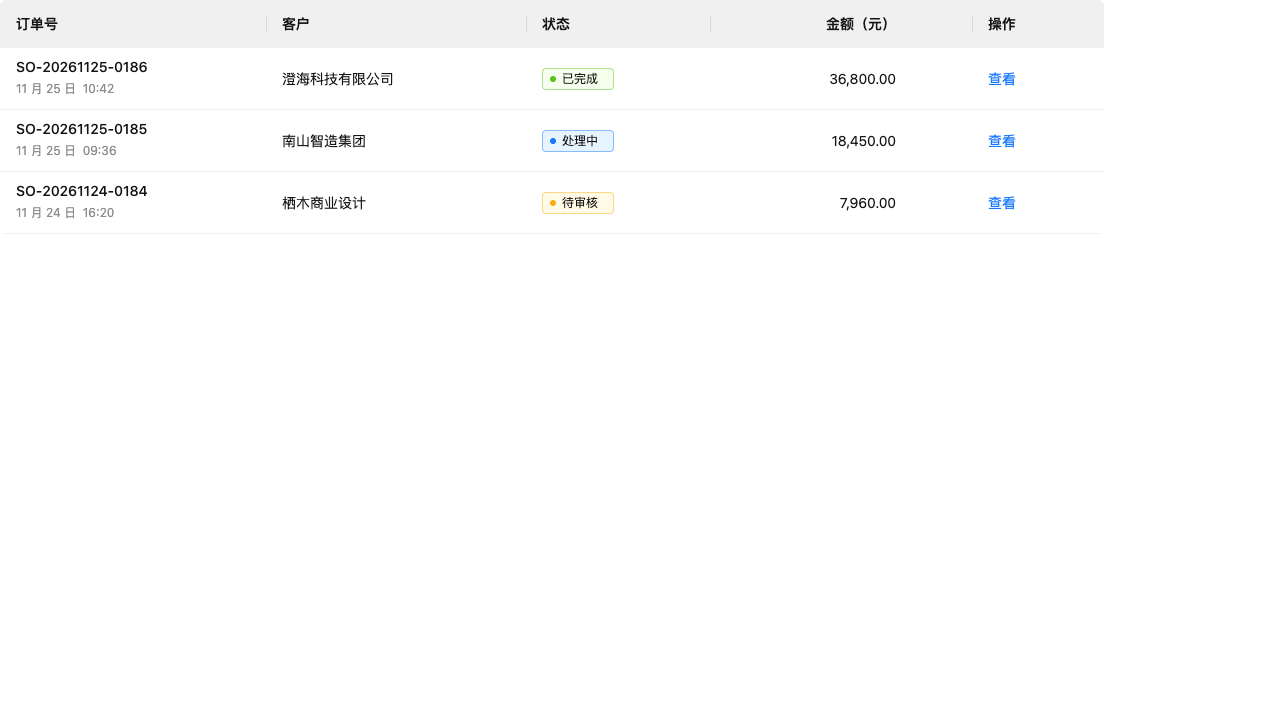 订单号 客户 状态 金额（元） 操作
SO-20261125-0186
11 月 25 日 10:42
澄海科技有限公司 已完成 36,800.00 查看
SO-20261125-0185
11 月 25 日 09:36
南山智造集团 处理中 18,450.00 查看
SO-20261124-0184
11 月 24 日 16:20
栖木商业设计 待审核 7,960.00 查看